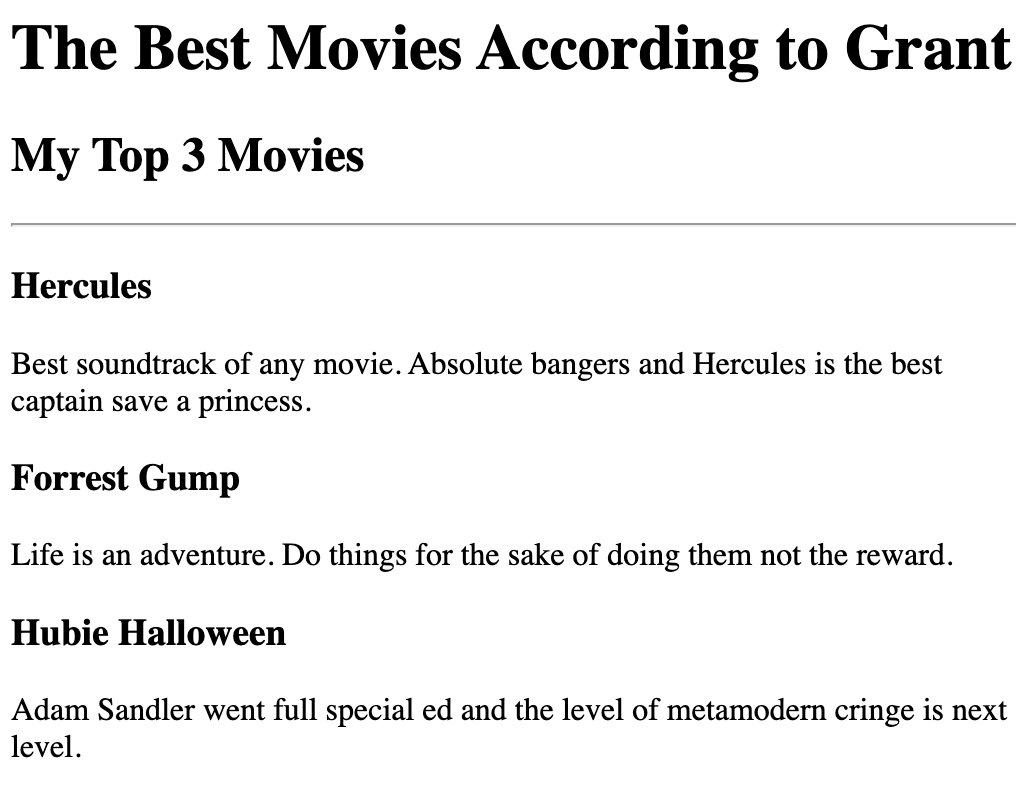 The Best Movies According to Grant
My Top 3 Movies
Hercules
Best soundtrack of any movie. Absolute bangers and Hercules is the best
captain save a princess.
Forrest Gump
Life is an adventure. Do things for the sake of doing them not the reward.
Hubie Halloween
Adam Sandler went full special ed and the level of metamodern cringe is next
level.